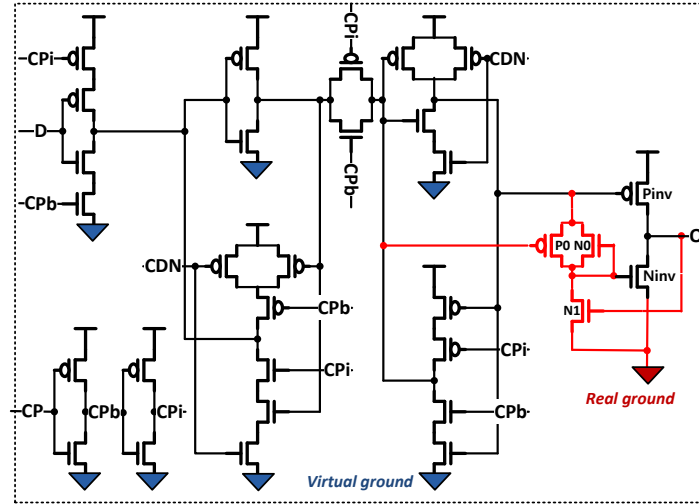 CPi
CPi
CDN
D
CPb
CPb
Pinv
P0 N0
Q
Ninv
CDN
CPb
N1
CPi
CPi
CP
CPb
CPi
CPb
Real ground
Virtual ground